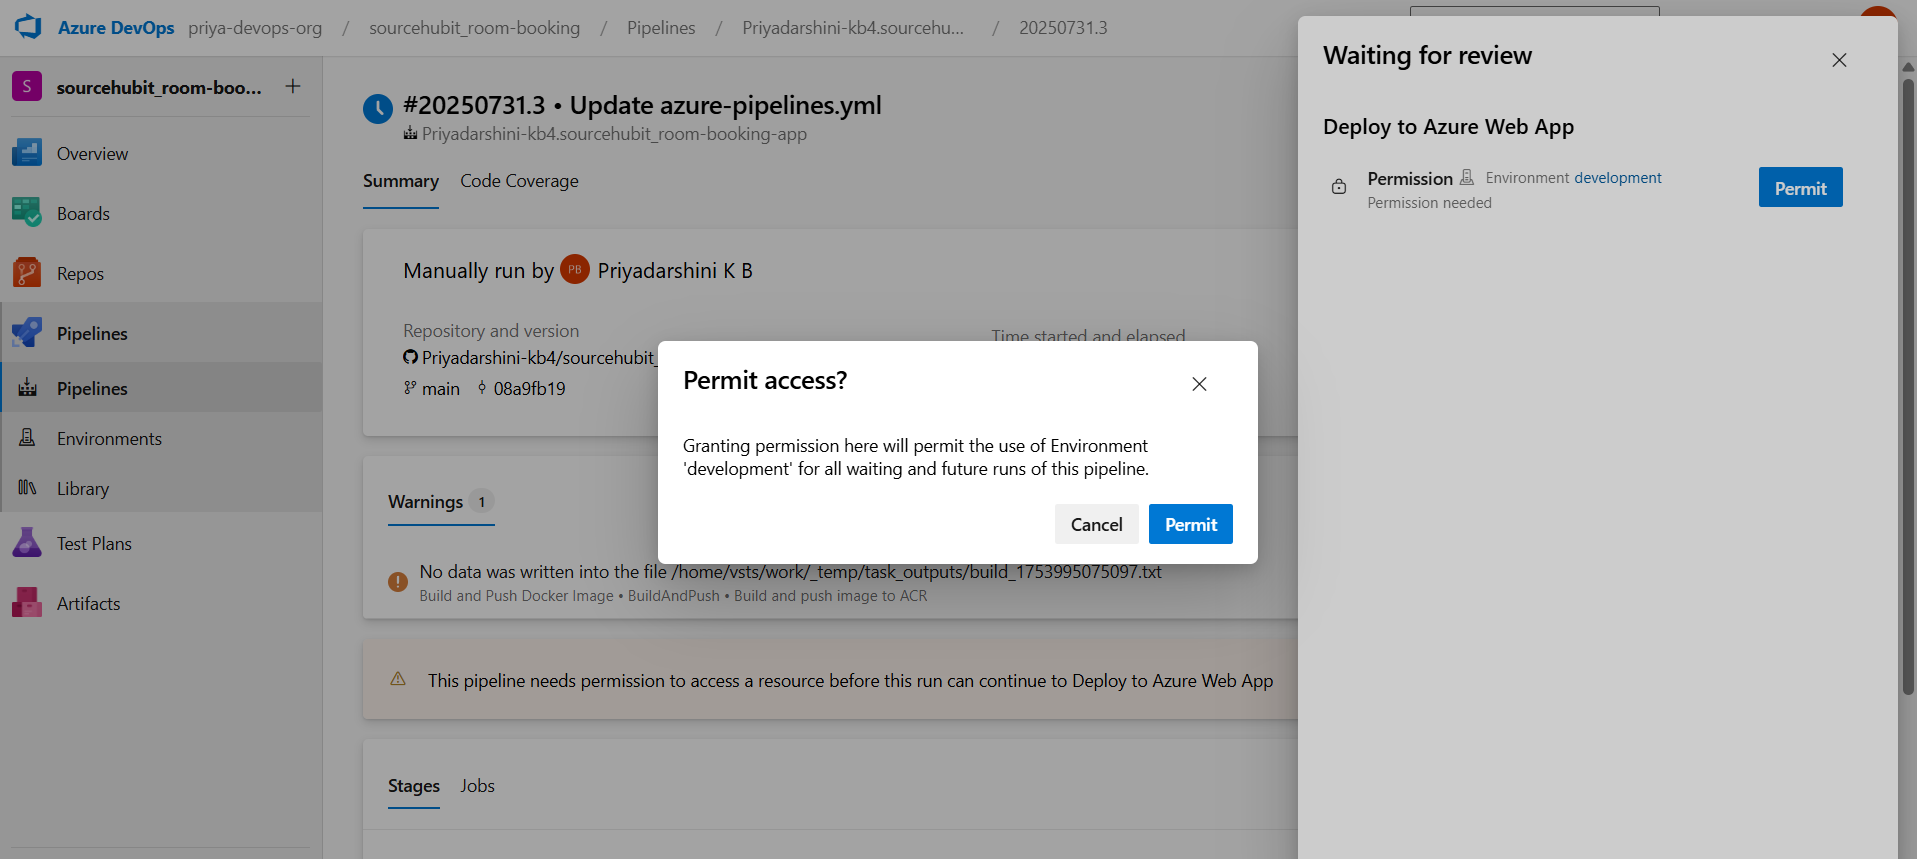 Azure DevOps priya-devops-org / sourcehubit_room-booking / Pipelines / Priyadarshini-kb4.sourcehu... / 20250731.3
S sourcehubit_room-boo... +
Overview
Boards
Repos
Pipelines
Pipelines
Environments
Library
Test Plans
Artifacts
#20250731.3 • Update azure-pipelines.yml
Priyadarshini-kb4.sourcehubit_room-booking-app
Summary Code Coverage
Manually run by PB Priyadarshini K B
Repository and version
Time started and elapsed
Priyadarshini-kb4/sourcehubit_
main 08a9fb19
Warnings 1
No data was written into the file /home/vsts/work/_temp/task_outputs/build_1753995075097.txt
Build and Push Docker Image • BuildAndPush • Build and push image to ACR
This pipeline needs permission to access a resource before this run can continue to Deploy to Azure Web App
Stages Jobs
Permit access?
Granting permission here will permit the use of Environment
'development' for all waiting and future runs of this pipeline.
Cancel Permit
Waiting for review
Deploy to Azure Web App
Permission Environment development
Permission needed
Permit